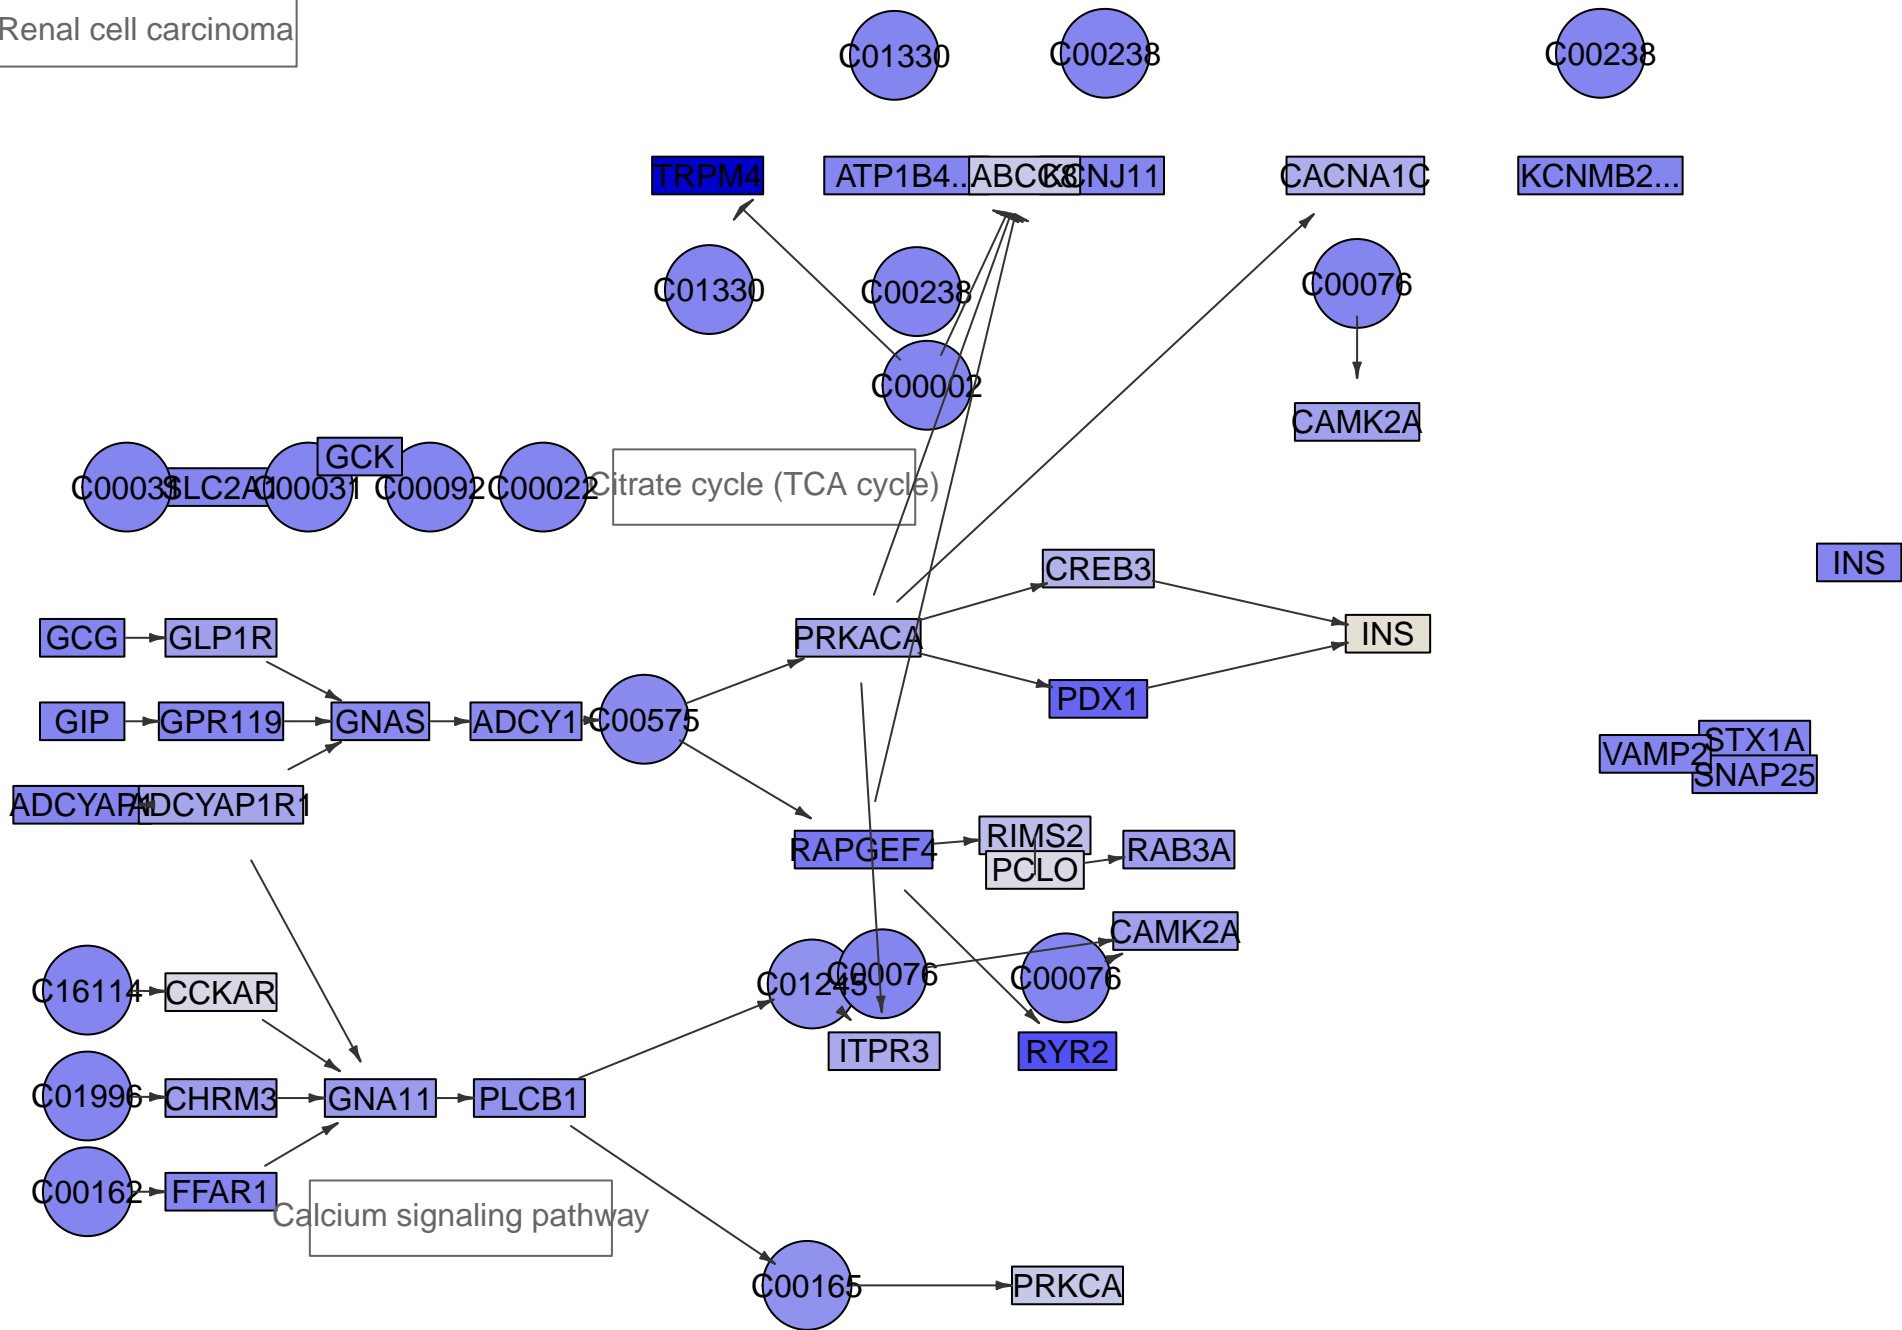 Renal cell carcinoma
C01330
C00238
C00238
TRPM4
ATP1B4...
ABCC8
KCNJ11
CACNA1C
KCNMB2...
C01330
C00238
C00076
C00002
CAMK2A
C00031
SLC2A1
C00031
GCK
C00092
C00022
Citrate cycle (TCA cycle)
CREB3
INS
GCG
GLP1R
PRKACA
INS
GIP
GPR119
GNAS
ADCY1
C00575
PDX1
VAMP2
STX1A
SNAP25
ADCYAP1
ADCYAP1R1
RAPGEF4
RIMS2
PCLO
RAB3A
CAMK2A
C16114
CCKAR
C01245
C00076
C00076
ITPR3
RYR2
C01996
CHRM3
GNA11
PLCB1
C00162
FFAR1
Calcium signaling pathway
C00165
PRKCA